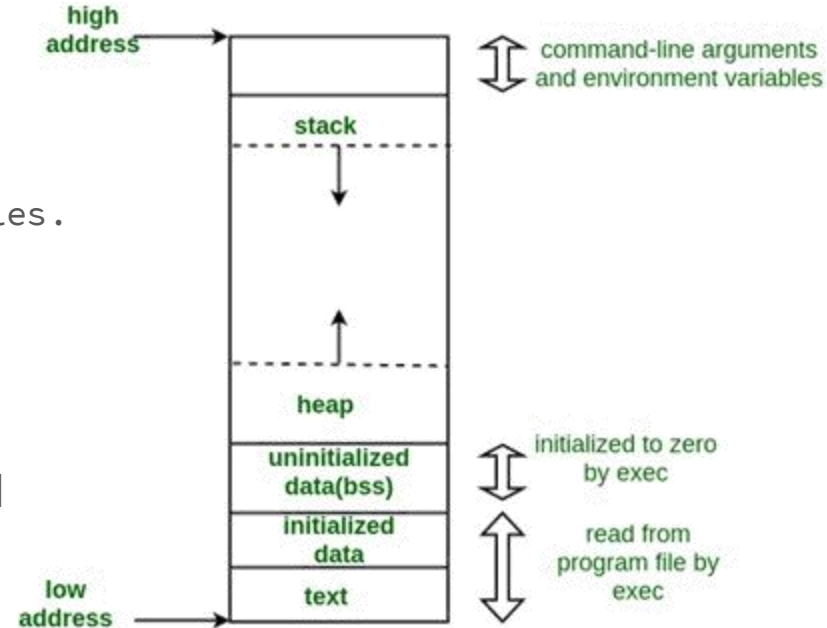 high
address
command-line arguments
and environment variables
stack
les.
heap
uninitialized
data(bss)
initialized to zero
by exec
initialized
data
read from
program file by
exec
text
low
address